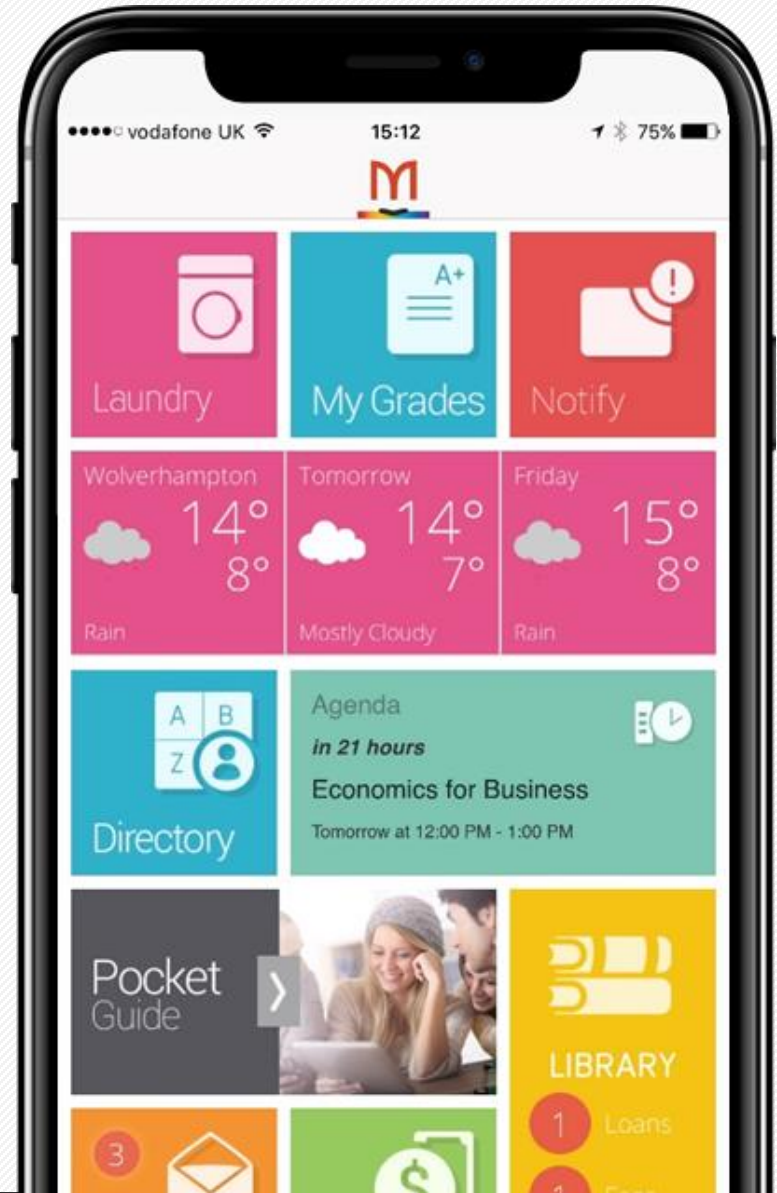 vodafone UK 15:12 75%
M
A+
!
Laundry My Grades Notify
Wolverhampton Tomorrow Friday
14° 14° 15°
8° 7° 8°
Rain Mostly Cloudy Rain
A B
Z
Directory
Agenda
in 21 hours
Economics for Business
Tomorrow at 12:00 PM - 1:00 PM
Pocket
Guide
LIBRARY
1 Loans
3
$